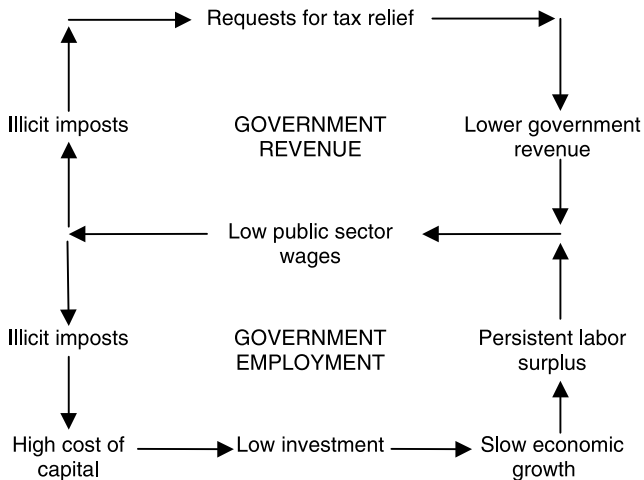 Requests for tax relief
Illicit imposts
GOVERNMENT
REVENUE
Lower government
revenue
Low public sector
wages
Illicit imposts
GOVERNMENT
EMPLOYMENT
Persistent labor
surplus
High cost of
capital
Low investment
Slow economic
growth